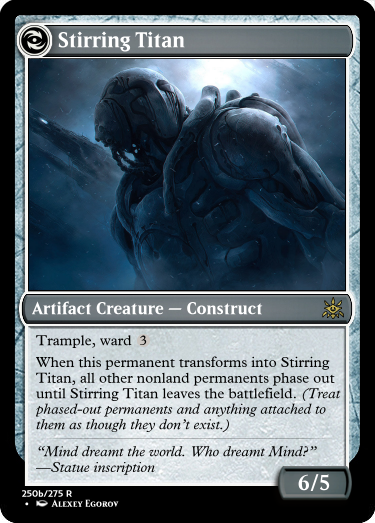 Stirring Titan
Artifact Creature — Construct
Trample, ward 3
When this permanent transforms into Stirring
Titan, all other nonland permanents phase out
until Stirring Titan leaves the battlefield. (Treat
phased-out permanents and anything attached to
them as though they don't exist.)
“Mind dreamt the world. Who dreamt Mind?”
—Statue inscription
6/5
250b/275 R
• Alexey Egorov